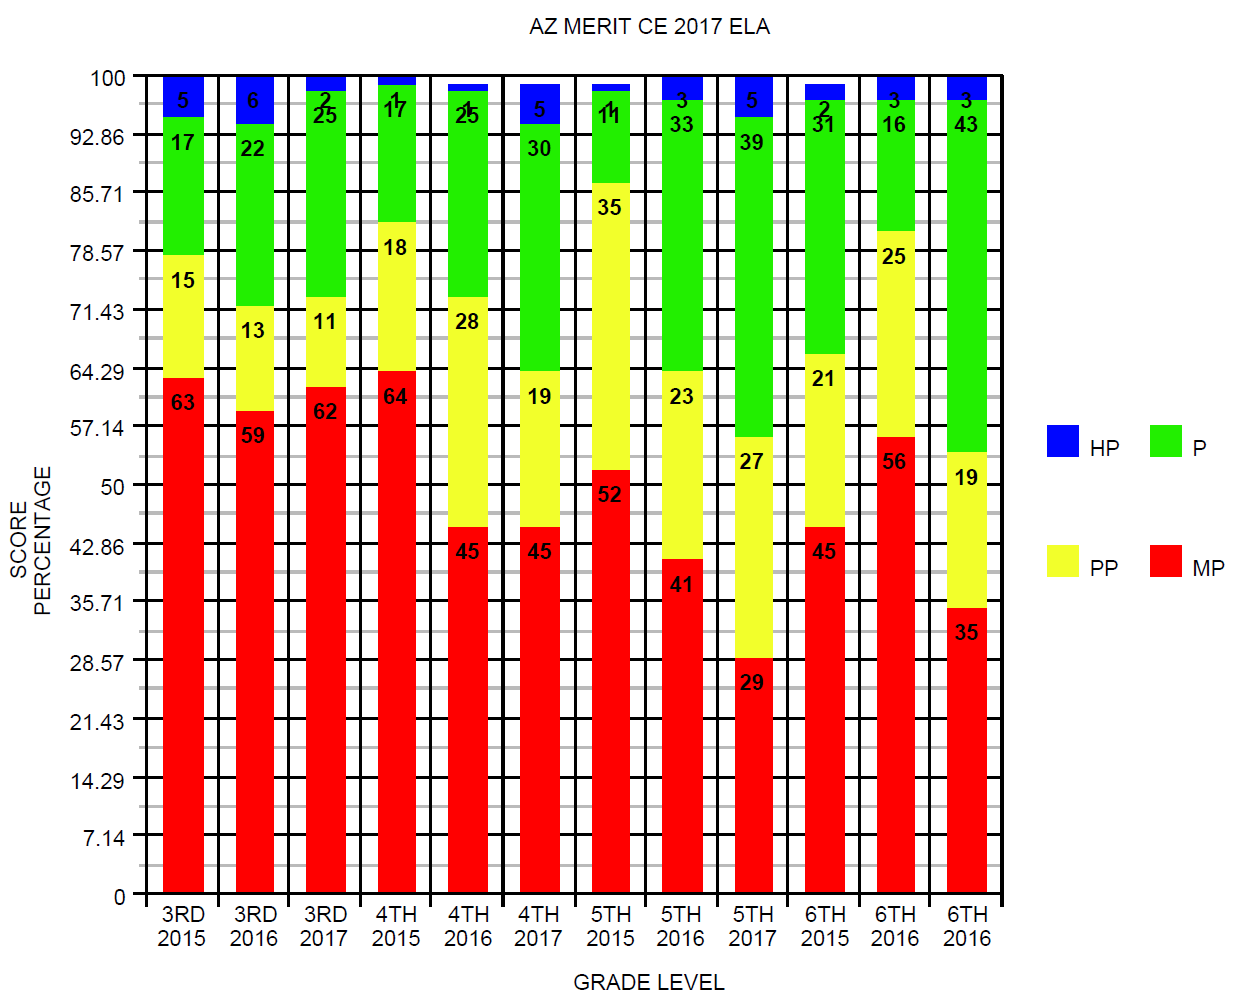 AZ MERIT CE 2017 ELA
100
92.86
85.71
78.57
71.43
64.29
57.14
50
42.86
35.71
28.57
21.43
14.29
7.14
0
SCORE
PERCENTAGE
5 6 2 1 1 5 1 3 5 2 3 3
17 22 25 17 25 30 11 33 39 31 16 43
15 13 11 18 28 19 35 23 27 21 25 19
63 59 62 64 45 45 52 41 29 45 56 35
3RD 3RD 3RD 4TH 4TH 4TH 5TH 5TH 5TH 6TH 6TH 6TH
2015 2016 2017 2015 2016 2017 2015 2016 2017 2015 2016 2016
GRADE LEVEL
HP P
PP MP